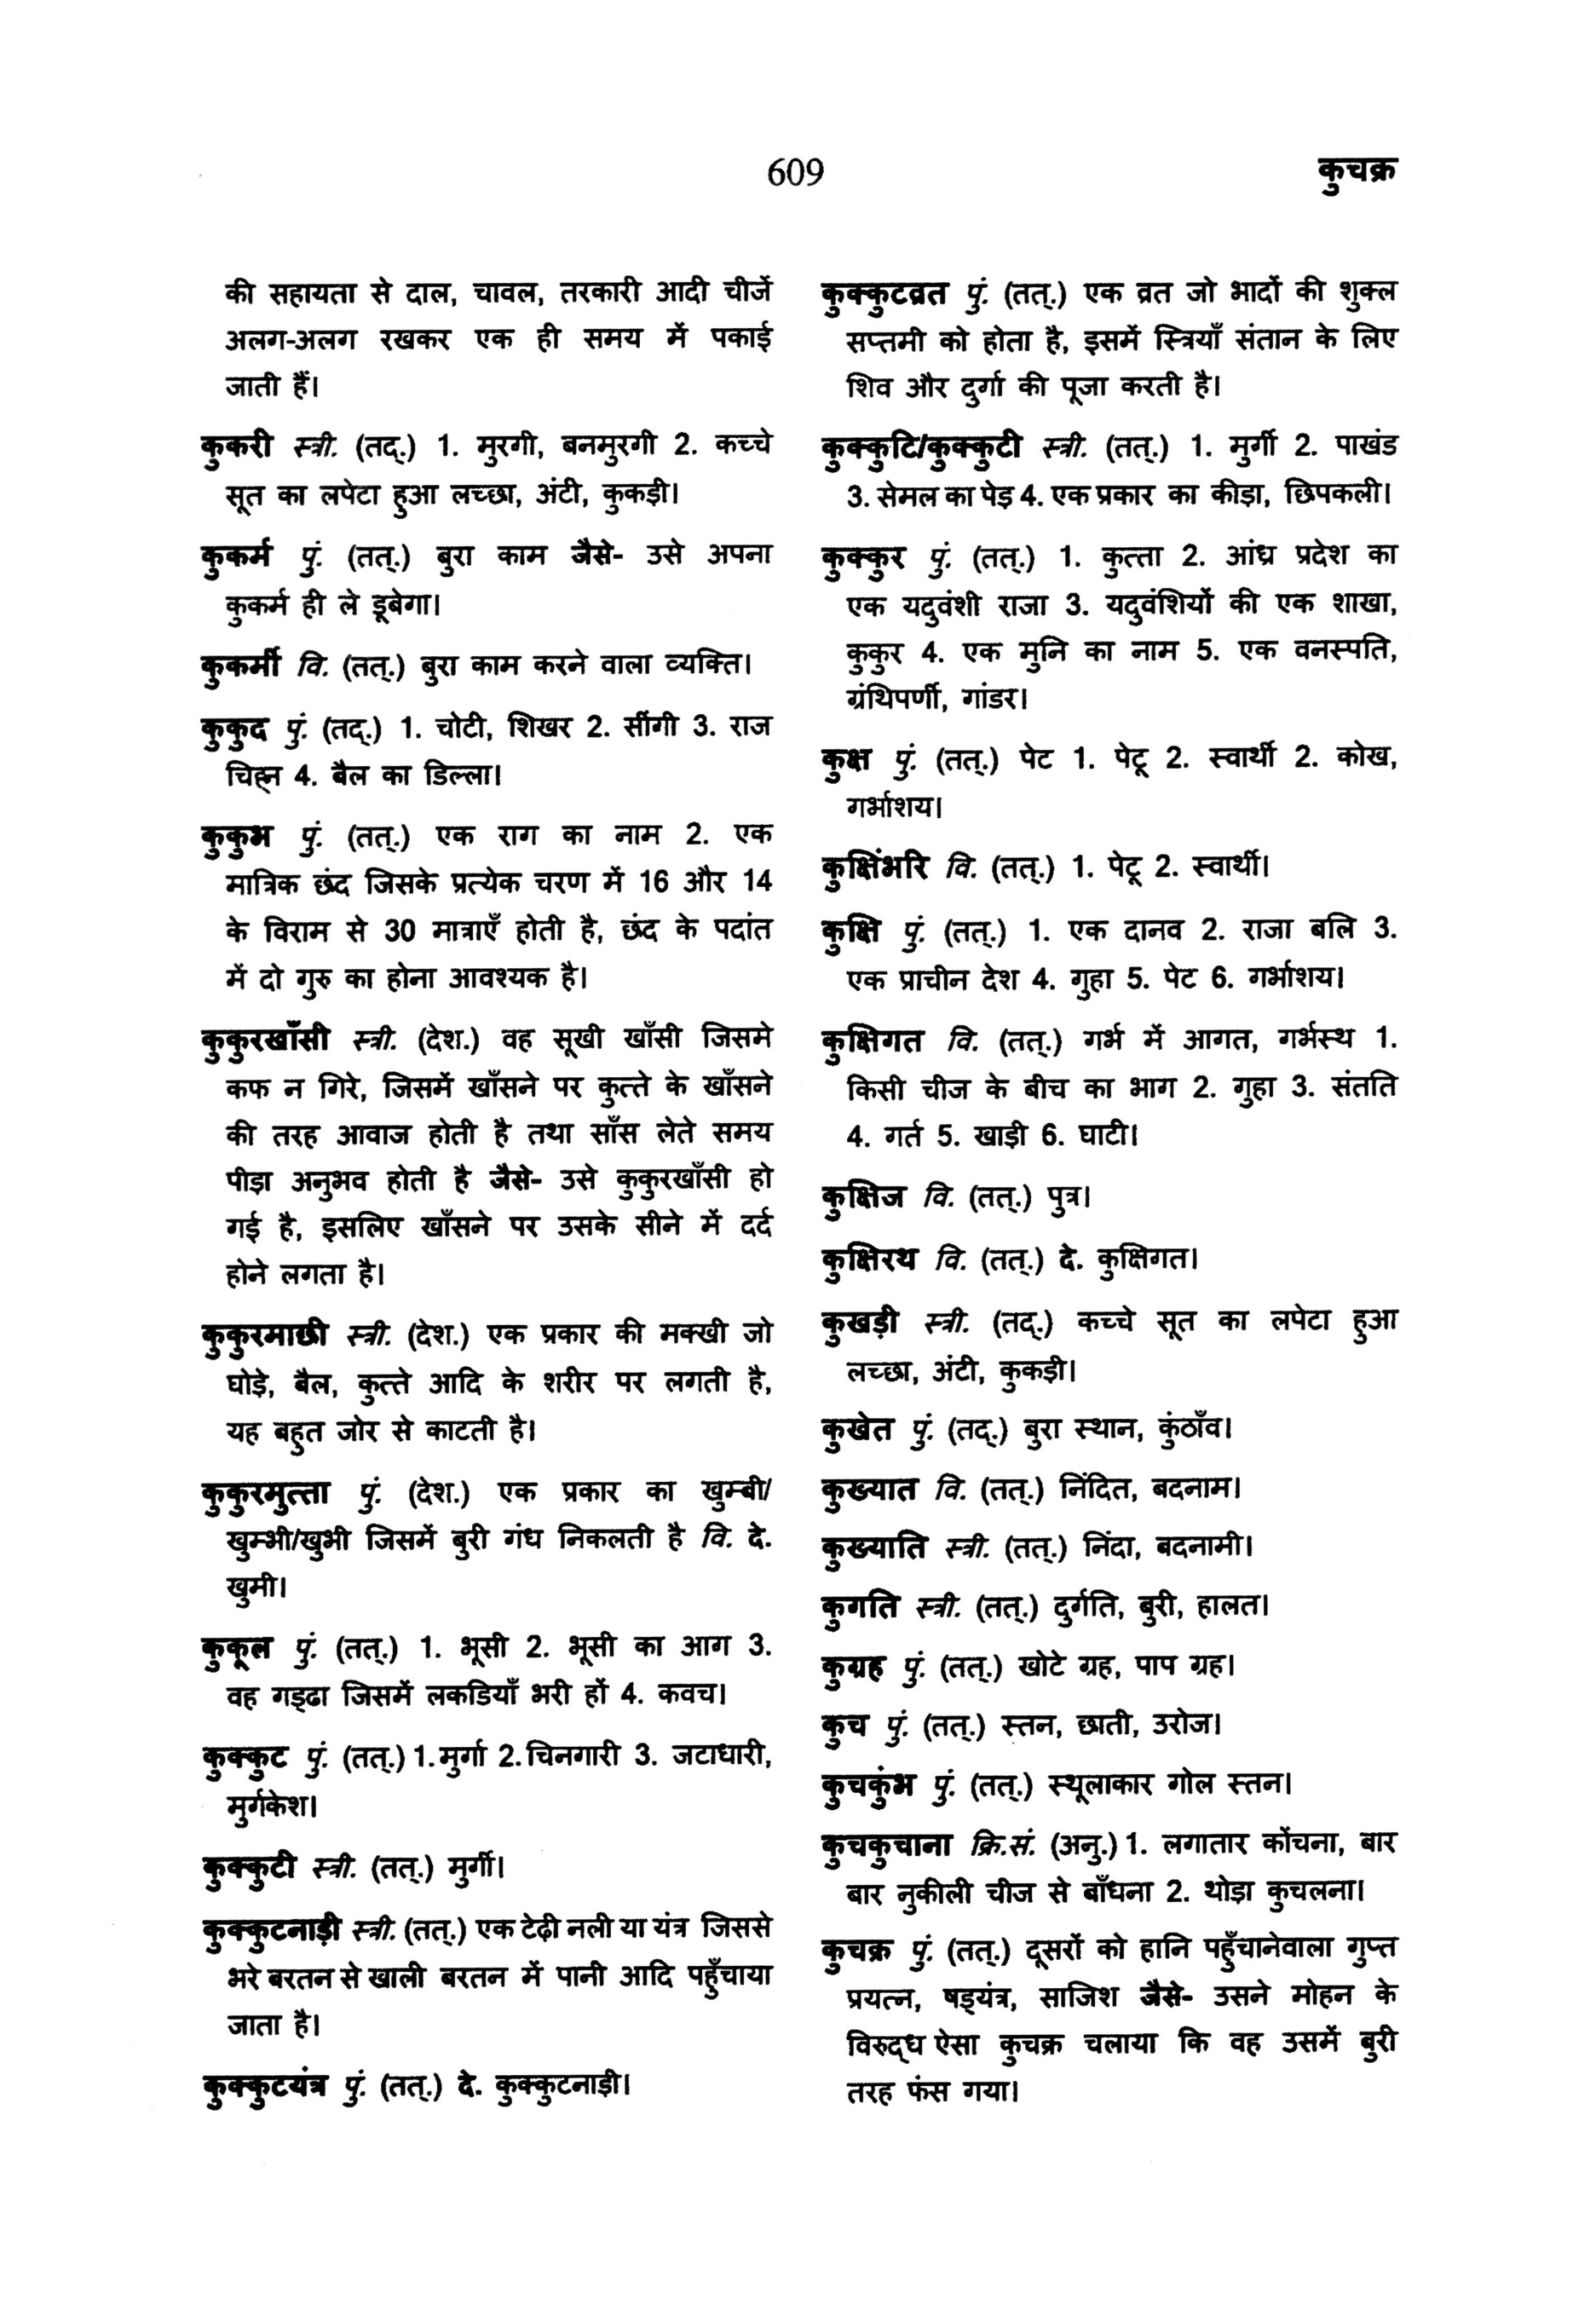 609
कुचक्र
की सहायता से दाल, चावल, तरकारी आदी चीजें
अलग-अलग रखकर एक ही समय में पकाई
जाती हैं।
कुकरी स्त्री. (तद्.) 1. मुरगी, बनमुरगी 2. कच्चे
सूत का लपेटा हुआ लच्छा, अंटी, कुकड़ी।
कुकर्म पुं. (तत्.) बुरा काम जैसे- उसे अपना
कुकर्म ही ले डूबेगा।
कुकर्मी वि. (तत्.) बुरा काम करने वाला व्यक्ति।
कुकुद पुं. (तद्.) 1. चोटी, शिखर 2. सींगी 3. राज
चिह्न 4. बैल का डिल्ला।
कुकुभ पुं. (तत्.) एक राग का नाम 2. एक
मात्रिक छंद जिसके प्रत्येक चरण में 16 और 14
के विराम से 30 मात्राएँ होती है, छंद के पदांत
में दो गुरु का होना आवश्यक है।
कुकुरखाँसी स्त्री. (देश.) वह सूखी खाँसी जिसमे
कफ न गिरे, जिसमें खाँसने पर कुत्ते के खाँसने
की तरह आवाज होती है तथा साँस लेते समय
पीड़ा अनुभव होती है जैसे- उसे कुकुरखाँसी हो
गई है, इसलिए खाँसने पर उसके सीने में दर्द
होने लगता है।
कुकुरमाछी स्त्री. (देश.) एक प्रकार की मक्खी जो
घोड़े, बैल, कुत्ते आदि के शरीर पर लगती है,
यह बहुत जोर से काटती है।
कुकुरमुत्ता पुं. (देश.) एक प्रकार का खुम्बी/
खुम्भी/खुभी जिसमें बुरी गंध निकलती है वि. दे.
खुमी।
कुकूल पुं. (तत्.) 1. भूसी 2. भूसी का आग 3.
वह गड्ढा जिसमें लकडियाँ भरी हों 4. कवच।
कुक्कुट पुं. (तत्.) 1. मुर्गा 2. चिनगारी 3. जटाधारी,
मुर्गकेश।
कुक्कुटी स्त्री. (तत्.) मुर्गी।
कुक्कुटनाड़ी स्त्री. (तत्.) एक टेढ़ी नली या यंत्र जिससे
भरे बरतन से खाली बरतन में पानी आदि पहुँचाया
जाता है।
कुक्कुटयंत्र पुं. (तत्.) दे. कुक्कुटनाड़ी।
कुक्कुटव्रत पुं. (तत्.) एक व्रत जो भादों की शुक्ल
सप्तमी को होता है, इसमें स्त्रियाँ संतान के लिए
शिव और दुर्गा की पूजा करती है।
कुक्कुटि/कुक्कुटी स्त्री. (तत्.) 1. मुर्गी 2. पाखंड
3. सेमल का पेड़ 4. एक प्रकार का कीड़ा, छिपकली।
कुक्कुर पुं. (तत्.) 1. कुत्ता 2. आंध्र प्रदेश का
एक यदुवंशी राजा 3. यदुवंशियों की एक शाखा,
कुकुर 4. एक मुनि का नाम 5. एक वनस्पति,
ग्रंथिपर्णी, गांडर।
कुक्ष पुं. (तत्.) पेट 1. पेटू 2. स्वार्थी 2. कोख,
गर्भाशय।
कुक्षिंभरि वि. (तत्.) 1. पेटू 2. स्वार्थी।
कुक्षि पुं. (तत्.) 1. एक दानव 2. राजा बलि 3.
एक प्राचीन देश 4. गुहा 5. पेट 6. गर्भाशय।
कुक्षिगत वि. (तत्.) गर्भ में आगत, गर्भस्थ 1.
किसी चीज के बीच का भाग 2. गुहा 3. संतति
4. गर्त 5. खाड़ी 6. घाटी।
कुक्षिज वि. (तत्.) पुत्र।
कुक्षिरथ वि. (तत्.) दे. कुक्षिगत।
कुखड़ी स्त्री. (तद्.) कच्चे सूत का लपेटा हुआ
लच्छा, अंटी, कुकड़ी।
कुखेत पुं. (तद्.) बुरा स्थान, कुंठाँव।
कुख्यात वि. (तत्.) निंदित, बदनाम।
कुख्याति स्त्री. (तत्.) निंदा, बदनामी।
कुगति स्त्री. (तत्.) दुर्गति, बुरी, हालत।
कुग्रह पुं. (तत्.) खोटे ग्रह, पाप ग्रह।
कुच पुं. (तत्.) स्तन, छाती, उरोज।
कुचकुंभ पुं. (तत्.) स्थूलाकार गोल स्तन।
कुचकुचाना क्रि.सं. (अनु.) 1. लगातार कोंचना, बार
बार नुकीली चीज से बाँधना 2. थोड़ा कुचलना।
कुचक्र पुं. (तत्.) दूसरों को हानि पहुँचानेवाला गुप्त
प्रयत्न, षड्यंत्र, साजिश जैसे- उसने मोहन के
विरुद्ध ऐसा कुचक्र चलाया कि वह उसमें बुरी
तरह फंस गया।